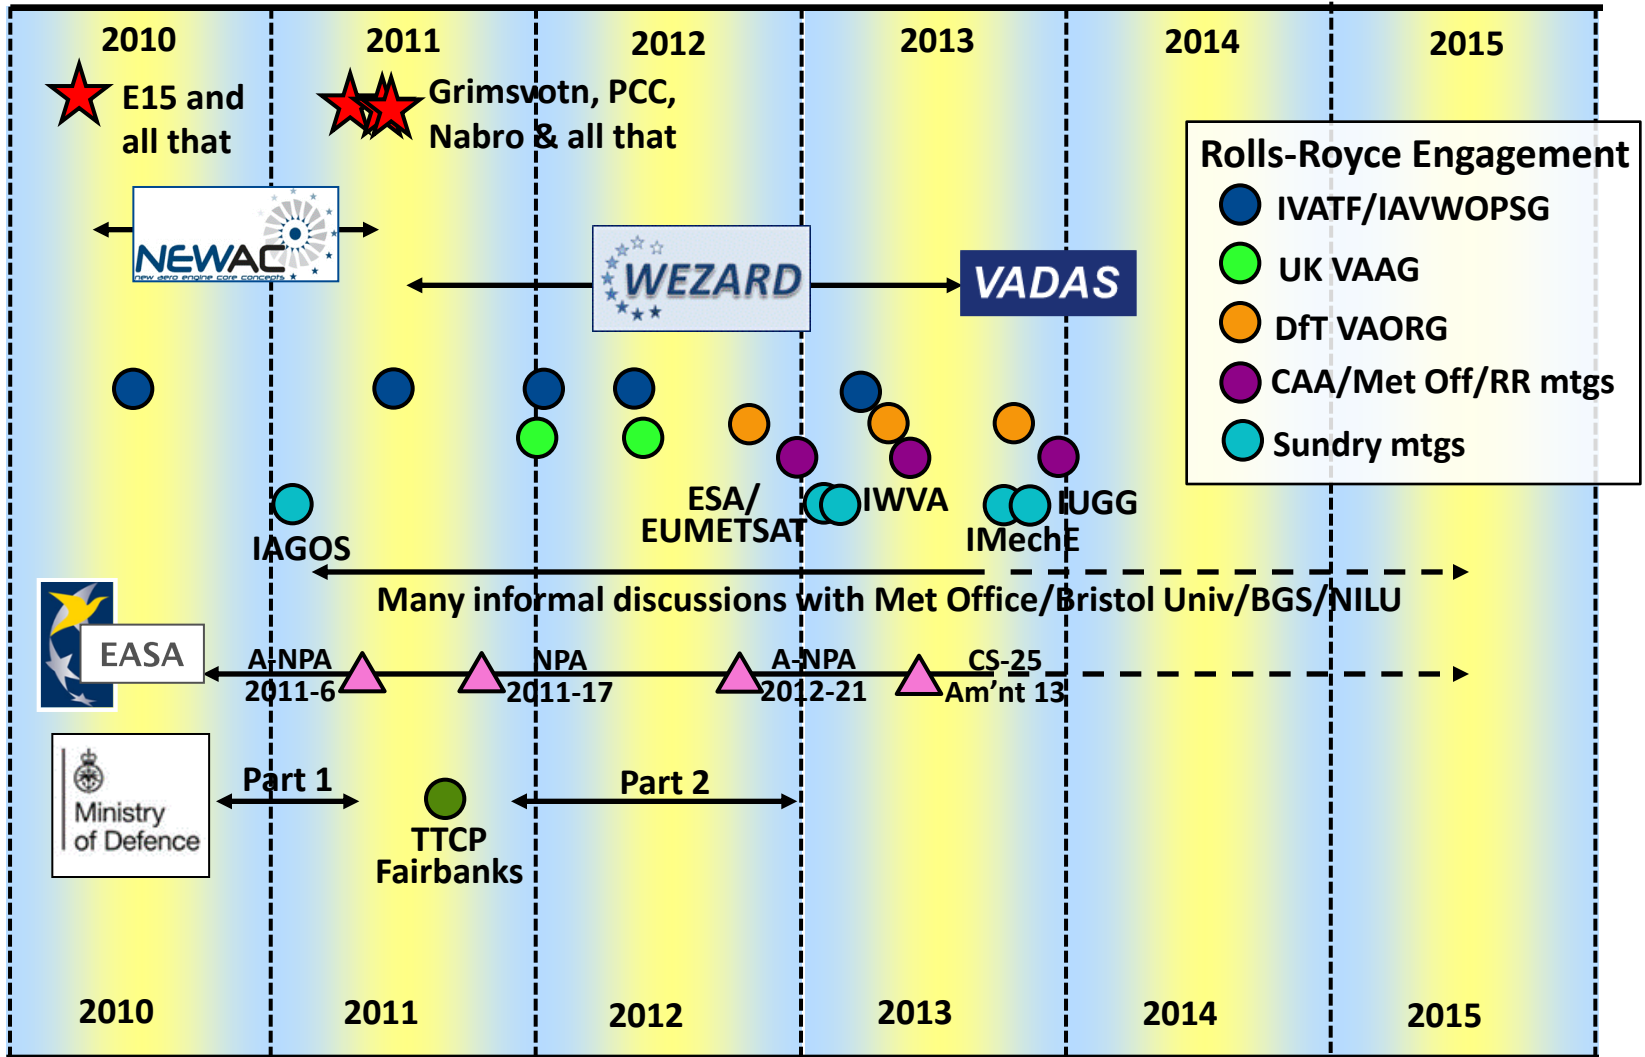 2010
2011
2012
2013
2014
2015
E15 and
all that
Grimsvotn, PCC,
Nabro & all that
Rolls-Royce Engagement
IVATF/IAVWOPSG
UK VAAG
DfT VAORG
CAA/Met Off/RR mtgs
Sundry mtgs
NEWAC
new aero engine core concepts
WEZARD
VADAS
ESA/
EUMETSAT
IWVA
IUGG
IMechE
IAGOS
Many informal discussions with Met Office/Bristol Univ/BGS/NILU
EASA
A-NPA
2011-6
NPA
2011-17
A-NPA
2012-21
CS-25
Am'nt 13
Ministry
of Defence
Part 1
TTCP
Fairbanks
Part 2
2010
2011
2012
2013
2014
2015